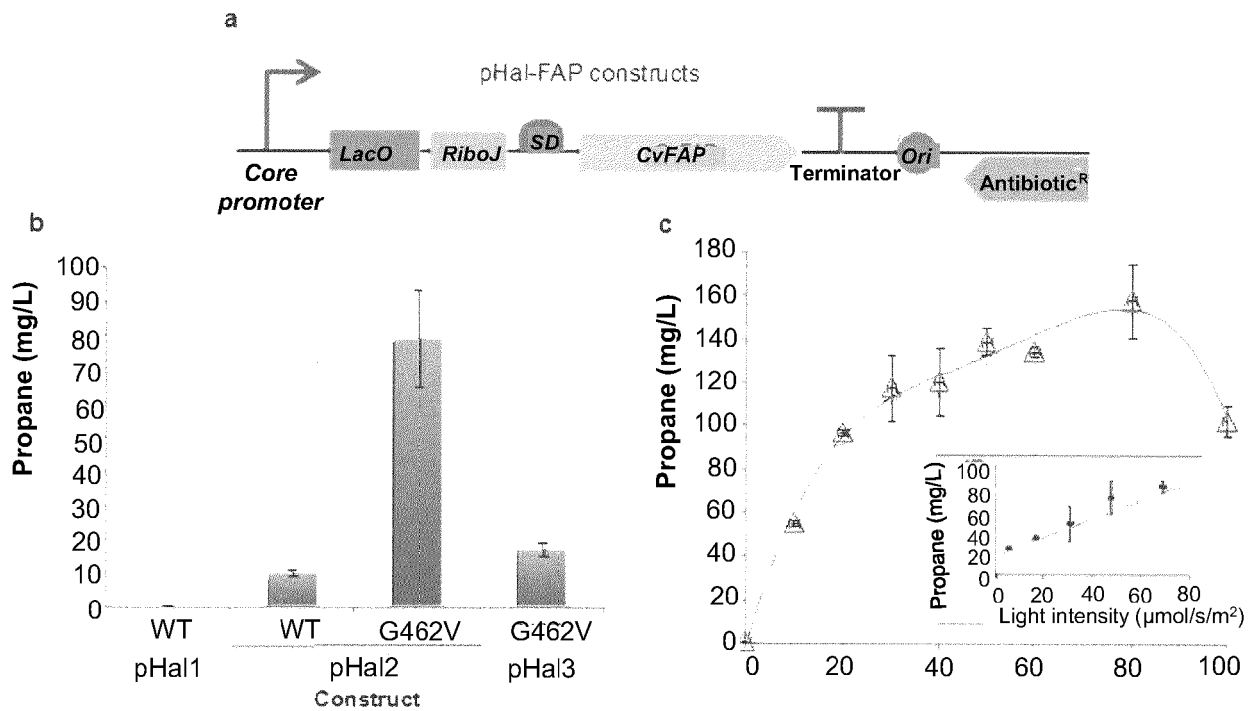 a
pHal-FAP constructs
LacO
RiboJ
SD
CvFAP
Ori
Core
promoter
Terminator
Antibiotic^R
b
Propane (mg/L)
100
90
80
70
60
50
40
30
20
10
0
WT
WT
G462V
G462V
pHal1
pHal2
pHal3
Construct
c
Propane (mg/L)
180
160
140
120
100
80
60
40
20
0
0
20
40
60
80
100
Propane (mg/L)
100
80
60
40
20
0
0
20
40
60
80
Light intensity (µmol/s/m²)